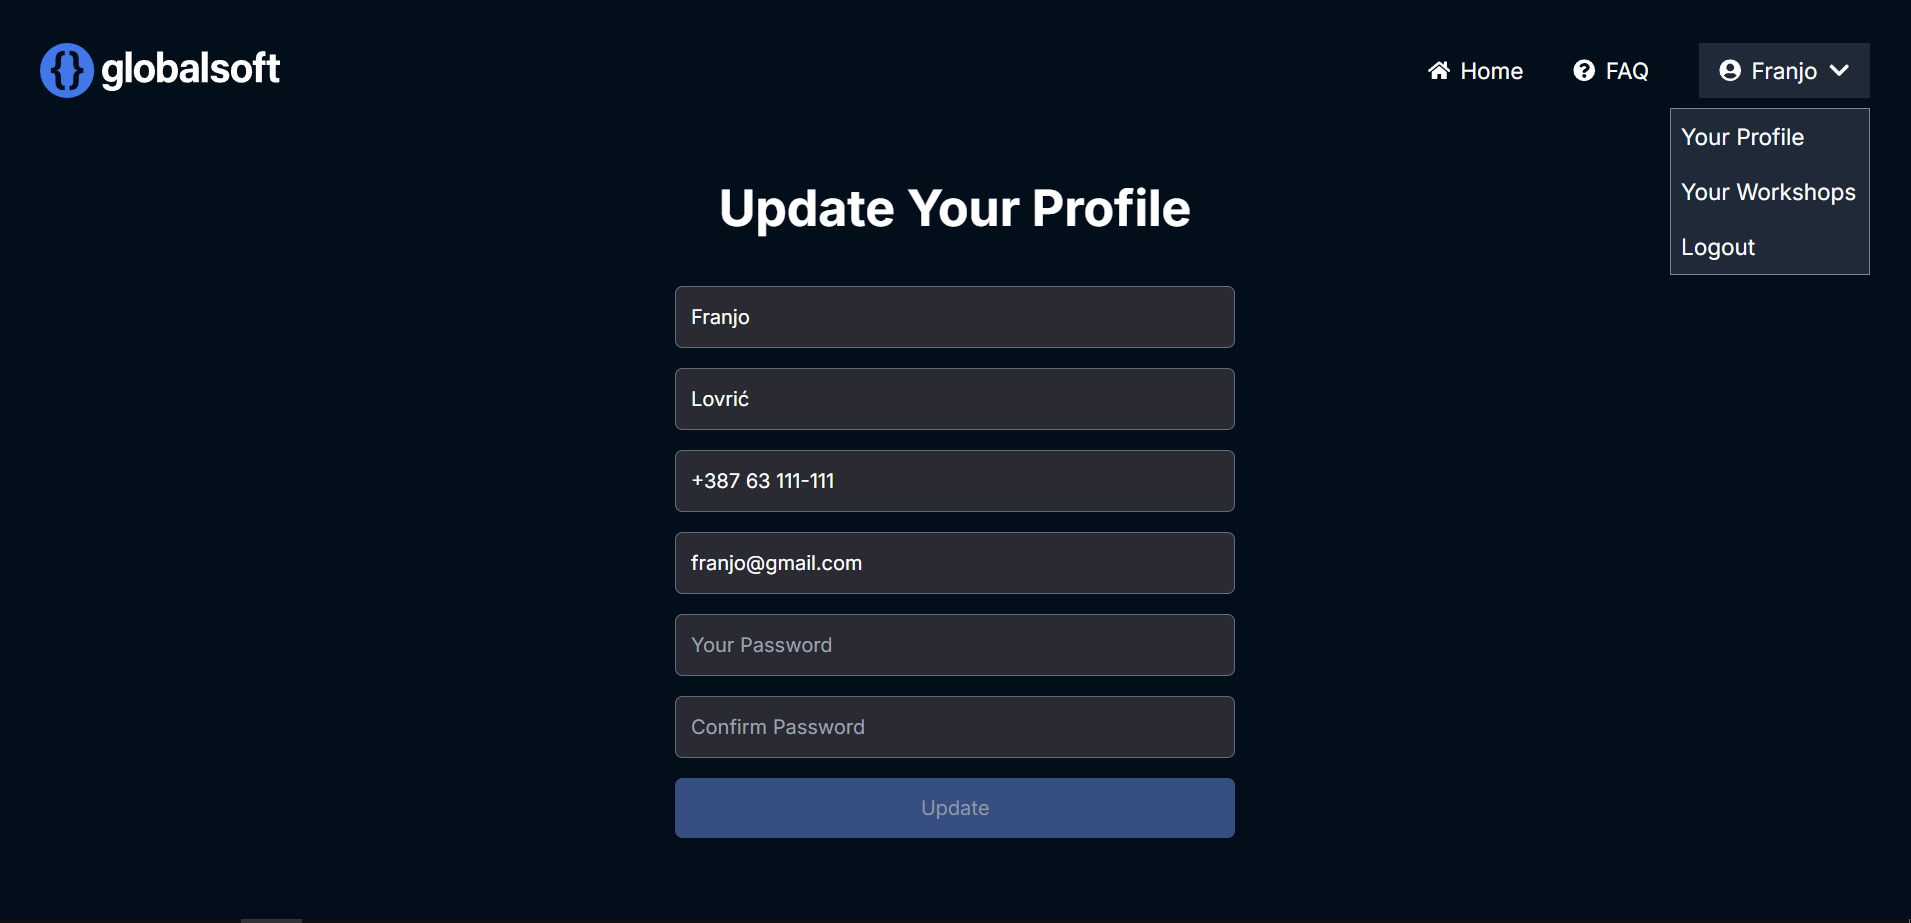 {} globalsoft
Home
FAQ
Franjo
Your Profile
Your Workshops
Logout
Update Your Profile
Franjo
Lovrić
+387 63 111-111
franjo@gmail.com
Your Password
Confirm Password
Update